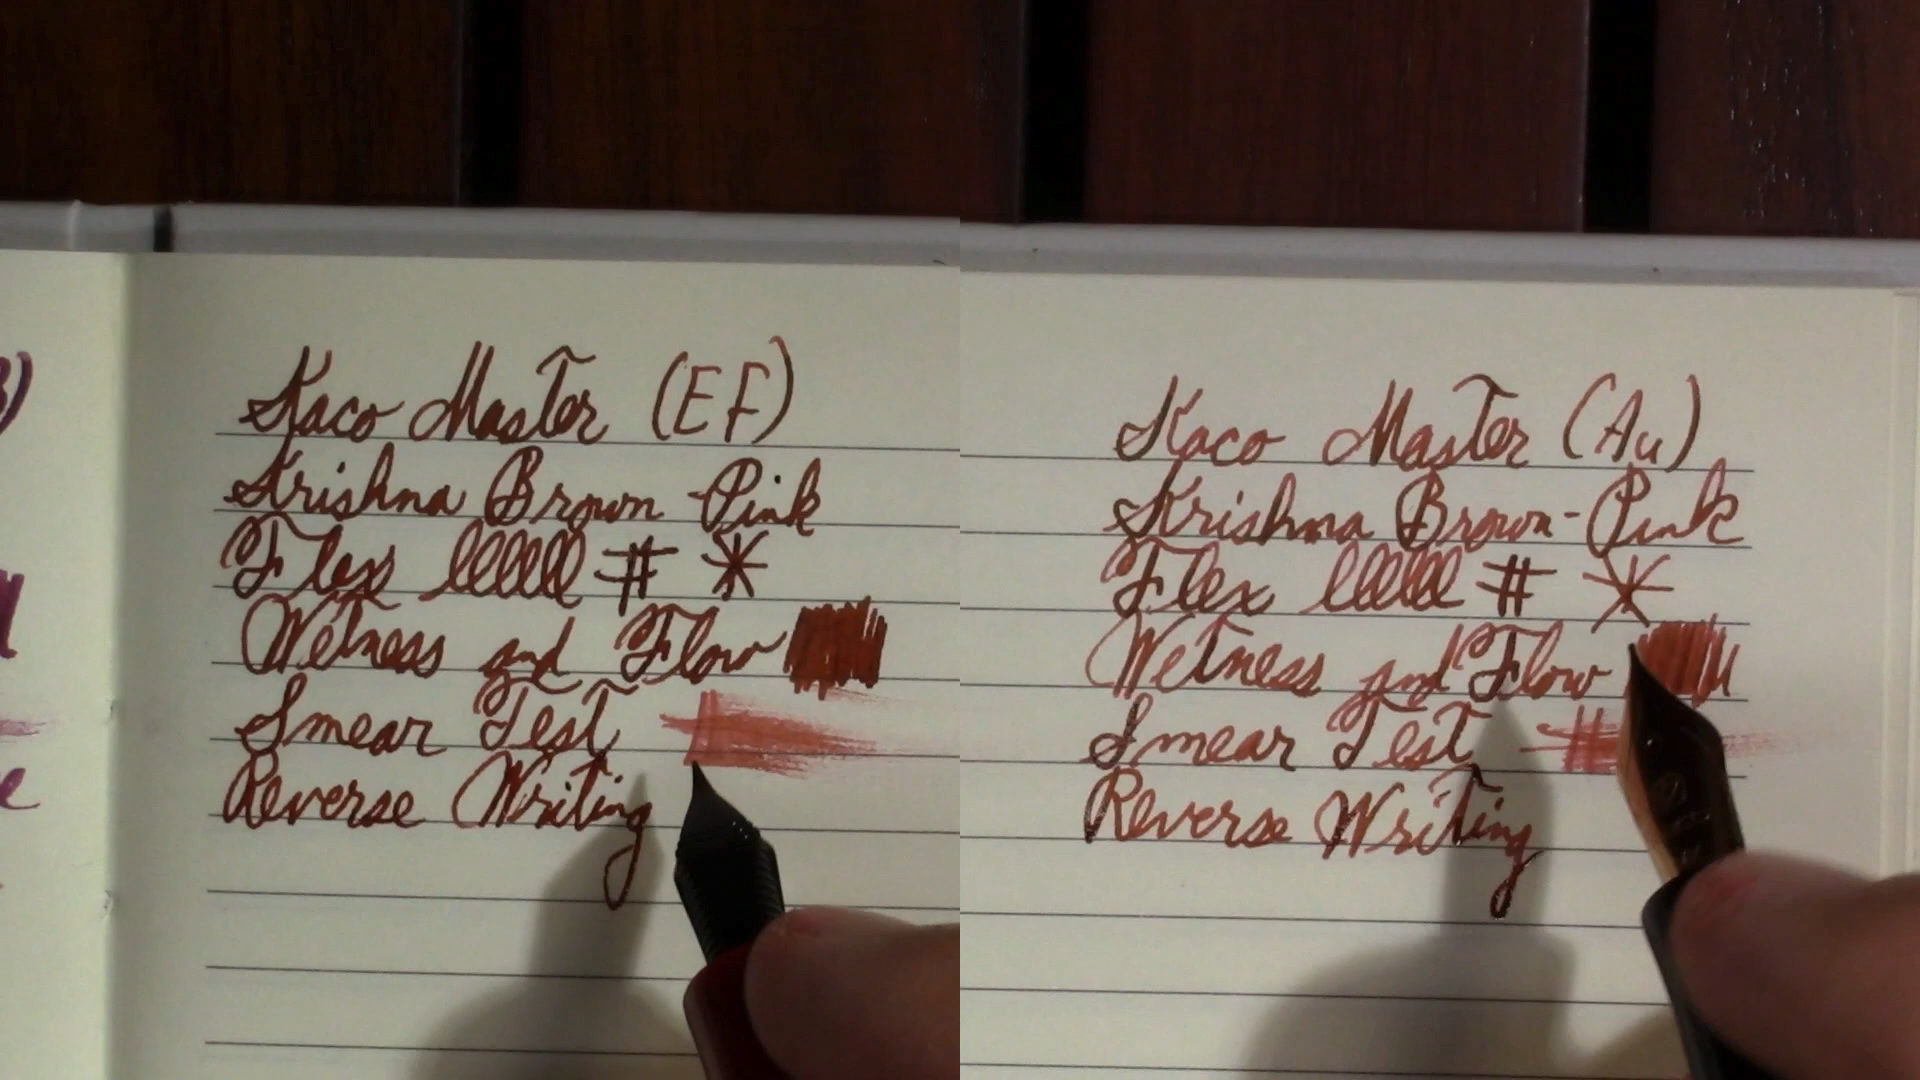 Kaco Master (EF)
Krishna Brown Pink
Flex llllll # *
Wetness and Flow
Smear Test
Reverse Writing
Kaco Master (Au)
Krishna Brown-Pink
Flex llllll # *
Wetness and Flow
Smear Test
Reverse Writing